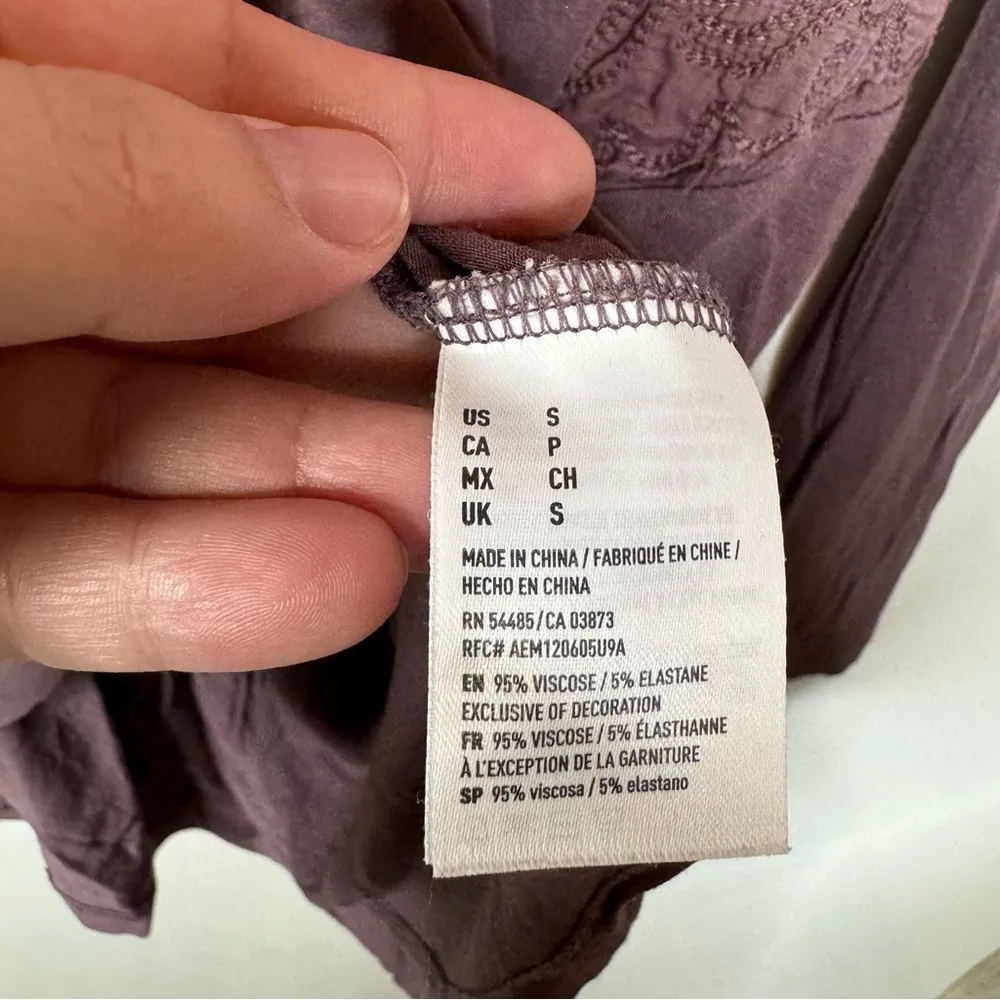 US S
CA P
MX CH
UK S
MADE IN CHINA / FABRIQUÉ EN CHINE /
HECHO EN CHINA
RN 54485/CA 03873
RFC# AEM120605U9A
EN 95% VISCOSE / 5% ELASTANE
EXCLUSIVE OF DECORATION
FR 95% VISCOSE / 5% ÉLASTHANNE
À L'EXCEPTION DE LA GARNITURE
SP 95% viscosa / 5% elastano